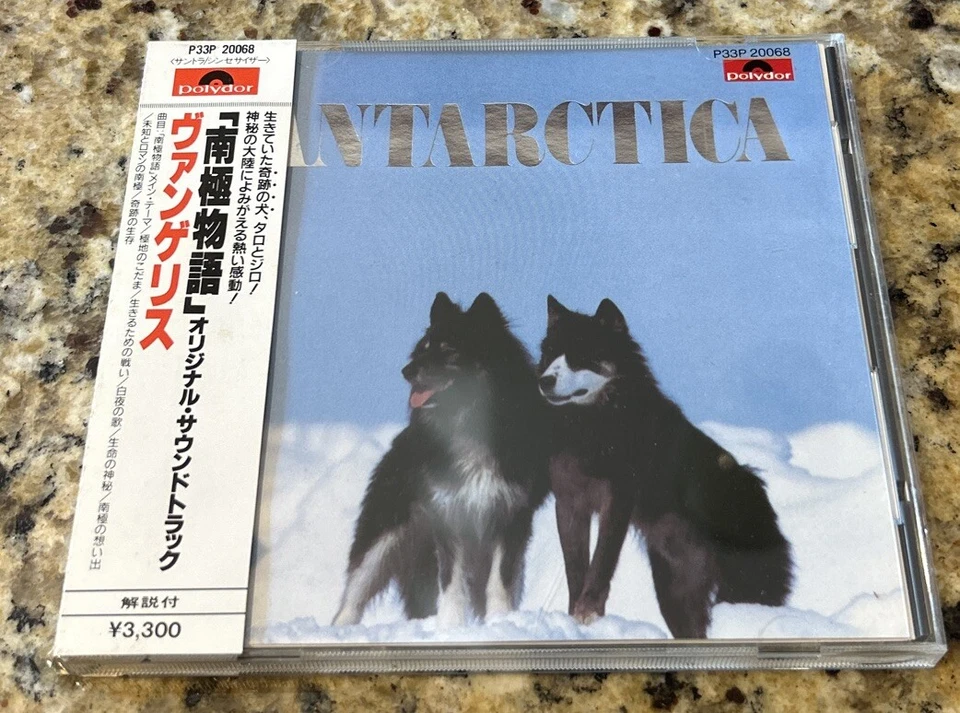 P33P 20068
〈サントラ/シンセサイザー〉
polydor
生きていた奇跡の犬、タロとジロ!
神秘の大陸によみがえる熱い感動!
「南極物語」オリジナル・サウンドトラック
ヴァンゲリス
曲目:「南極物語」メイン・テーマ/極地のこだま/生きるための戦い/白夜の歌/生命の神秘/南極の想い出
/未知とロマンの南極/奇跡の生存
解説付
¥3,300
P33P 20068
polydor
ANTARCTICA